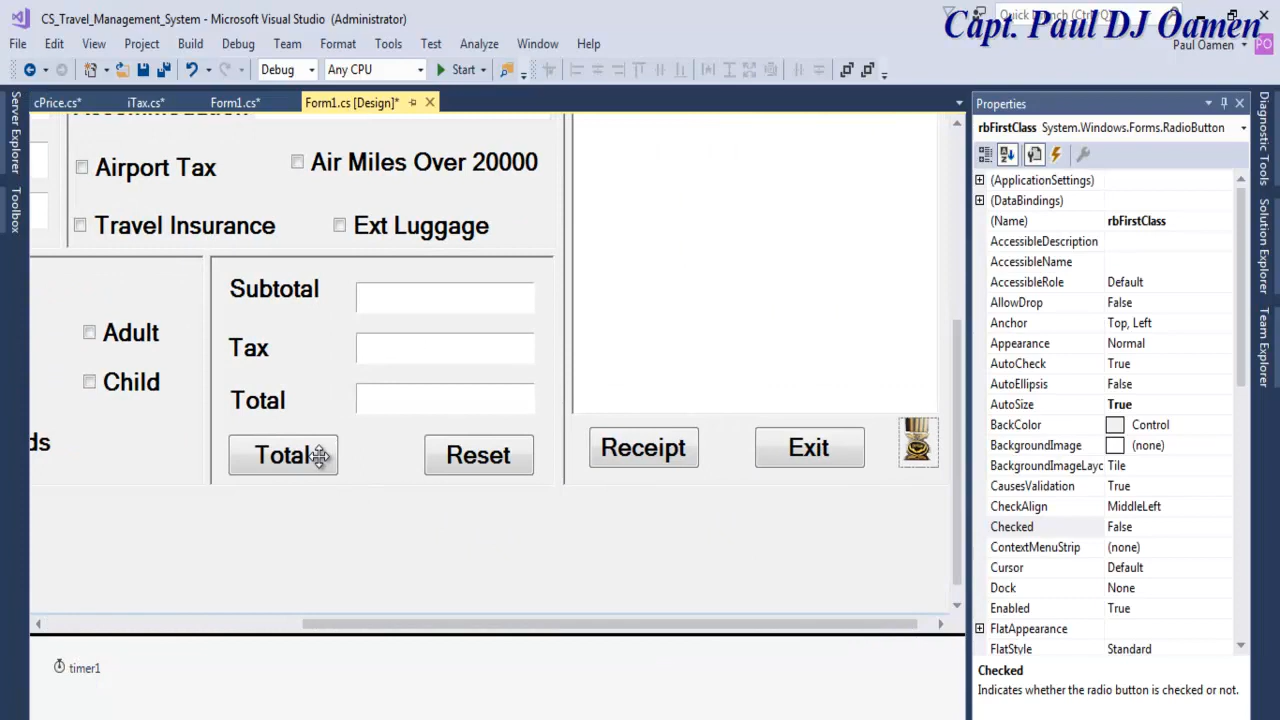 CS_Travel_Management_System - Microsoft Visual Studio (Administrator)
Capt. Paul DJ Oamen
File Edit View Project Build Debug Team Format Tools Test Analyze Window Help
Paul Oamen PO
Debug Any CPU Start
cPrice.cs* iTax.cs* Form1.cs* Form1.cs [Design]*
Server Explorer
Toolbox
Airport Tax
Air Miles Over 20000
Travel Insurance
Ext Luggage
Subtotal
Adult
Tax
Child
Total
ds
Total
Reset
Receipt
Exit
timer1
Properties
rbFirstClass System.Windows.Forms.RadioButton
(ApplicationSettings)
(DataBindings)
(Name) rbFirstClass
AccessibleDescription
AccessibleName
AccessibleRole Default
AllowDrop False
Anchor Top, Left
Appearance Normal
AutoCheck True
AutoEllipsis False
AutoSize True
BackColor Control
BackgroundImage (none)
BackgroundImageLayc Tile
CausesValidation True
CheckAlign MiddleLeft
Checked False
ContextMenuStrip (none)
Cursor Default
Dock None
Enabled True
FlatAppearance
FlatStyle Standard
Checked
Indicates whether the radio button is checked or not.
Diagnostic Tools
Solution Explorer
Team Explorer